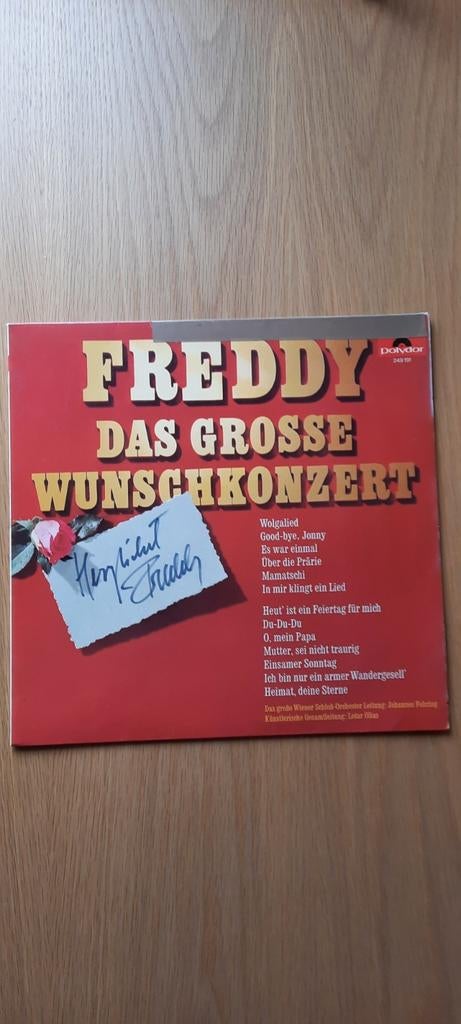 FREDDY
polydor
249 191
DAS GROSSE
WUNSCHKONZERT
Herzlichst
Freddy
Wolgalied
Good-bye, Jonny
Es war einmal
Über die Prärie
Mamatschi
In mir klingt ein Lied
Heut' ist ein Feiertag für mich
Du-Du-Du
O, mein Papa
Mutter, sei nicht traurig
Einsamer Sonntag
Ich bin nur ein armer Wandergesell'
Heimat, deine Sterne
Das große Wiener Schloß-Orchester Leitung: Johannes Fehring
Künstlerische Gesamtleitung: Lotar Olias